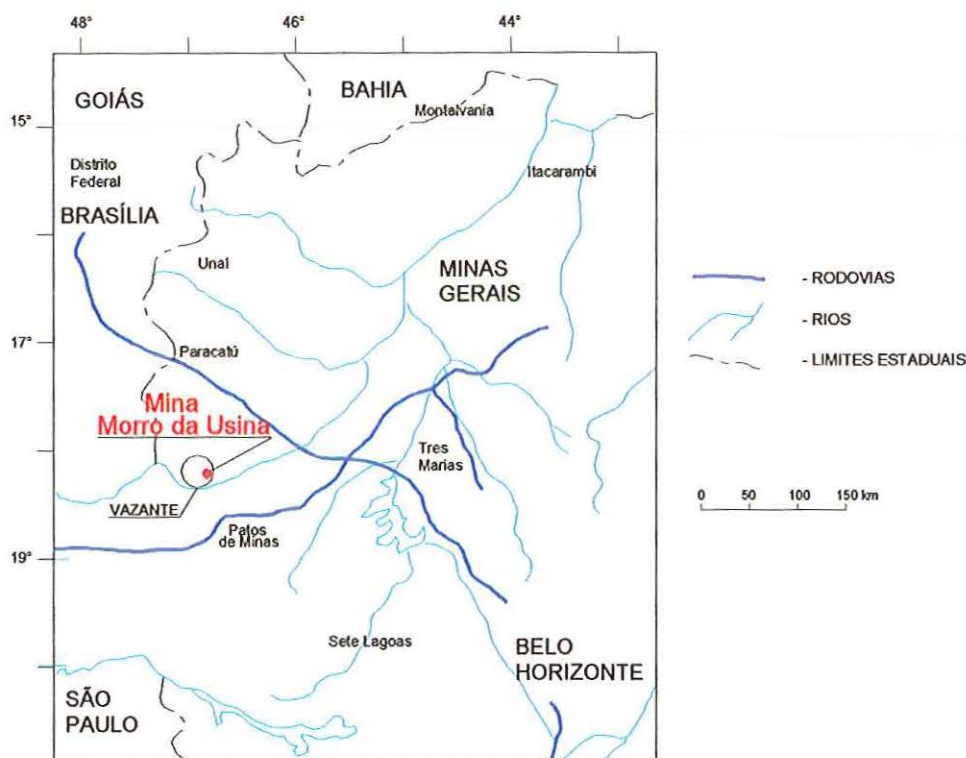 48°
46°
44°
GOIÁS
BAHIA
Montalvania
15°
Distrito
Federal
Itacarambi
BRASÍLIA
Unaí
MINAS
GERAIS
- RODOVIAS
- RIOS
17°
Paracatú
- LIMITES ESTADUAIS
Mina
Morro da Usina
Tres
Marias
0 50 100 150 km
VAZANTE
Patos
de Minas
19°
Sete Lagoas
BELO
HORIZONTE
SÃO
PAULO